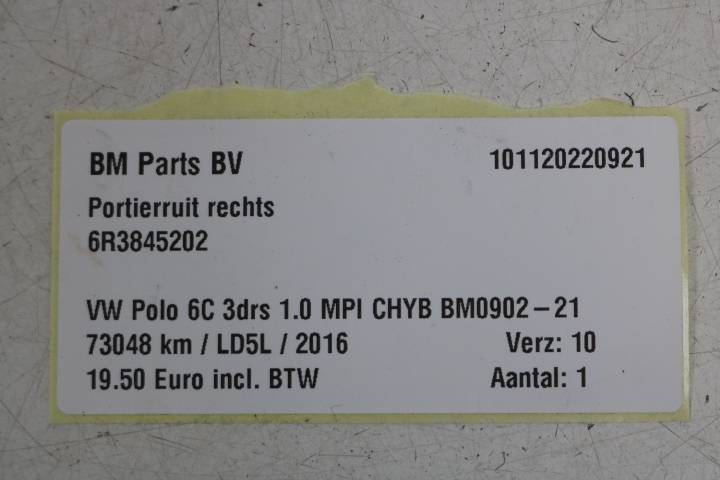 BM Parts BV 101120220921
Portierruit rechts
6R3845202
VW Polo 6C 3drs 1.0 MPI CHYB BM0902-21
73048 km / LD5L / 2016 Verz: 10
19.50 Euro incl. BTW Aantal: 1